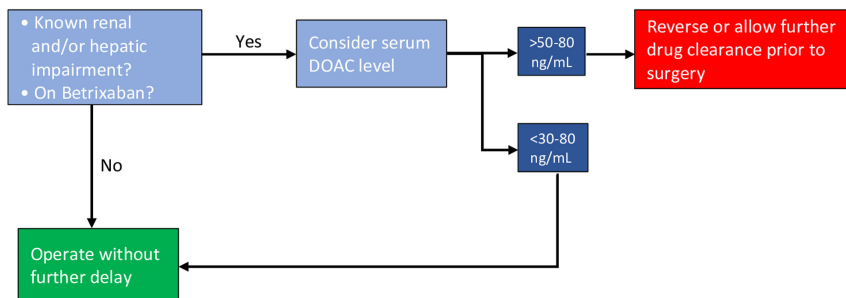 • Known renal
and/or hepatic
impairment?
• On Betrixaban?
Yes
Consider serum
DOAC level
>50-80
ng/mL
Reverse or allow further
drug clearance prior to
surgery
<30-80
ng/mL
No
Operate without
further delay